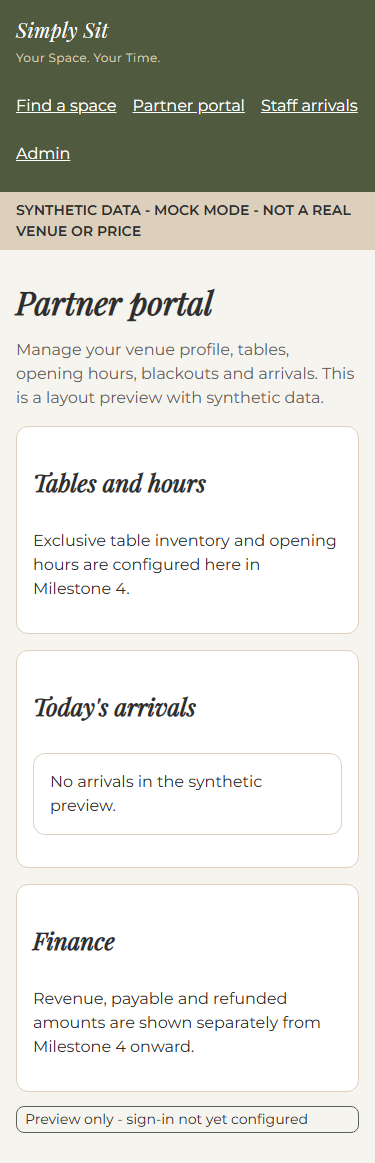 Simply Sit
Your Space. Your Time.
Find a space Partner portal Staff arrivals
Admin
SYNTHETIC DATA - MOCK MODE - NOT A REAL
VENUE OR PRICE
Partner portal
Manage your venue profile, tables,
opening hours, blackouts and arrivals. This
is a layout preview with synthetic data.
Tables and hours
Exclusive table inventory and opening
hours are configured here in
Milestone 4.
Today's arrivals
No arrivals in the synthetic
preview.
Finance
Revenue, payable and refunded
amounts are shown separately from
Milestone 4 onward.
Preview only - sign-in not yet configured